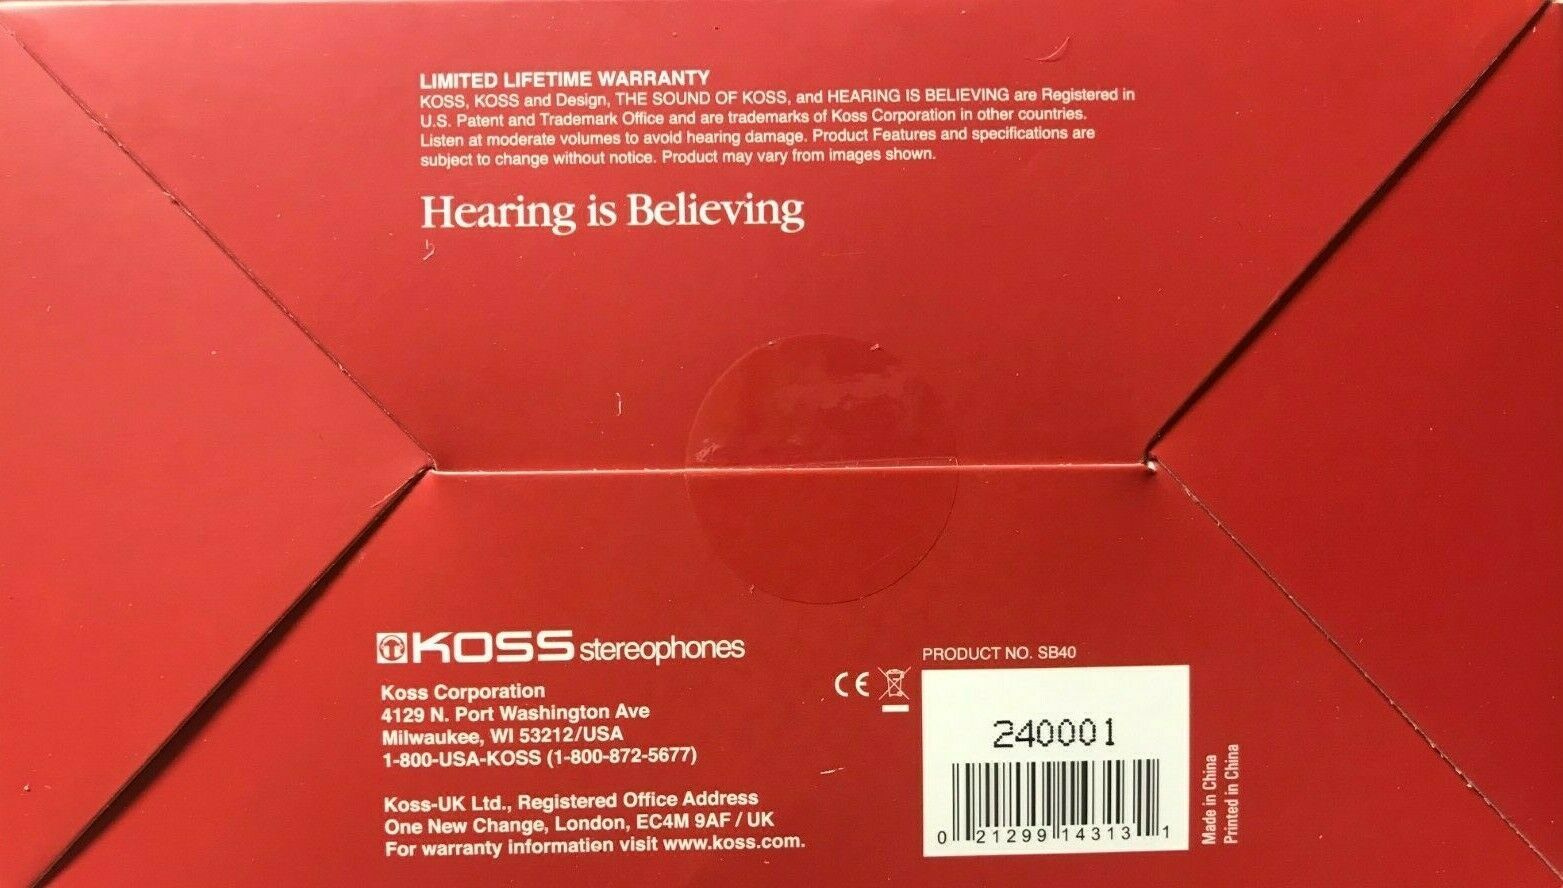 LIMITED LIFETIME WARRANTY
KOSS, KOSS and Design, THE SOUND OF KOSS, and HEARING IS BELIEVING are Registered in
U.S. Patent and Trademark Office and are trademarks of Koss Corporation in other countries.
Listen at moderate volumes to avoid hearing damage. Product Features and specifications are
subject to change without notice. Product may vary from images shown.
Hearing is Believing
KOSS stereophones
Koss Corporation
4129 N. Port Washington Ave
Milwaukee, WI 53212/USA
1-800-USA-KOSS (1-800-872-5677)
Koss-UK Ltd., Registered Office Address
One New Change, London, EC4M 9AF / UK
For warranty information visit www.koss.com.
CE
PRODUCT NO. SB40
240001
0 21299 14313 1
Made in China
Printed in China